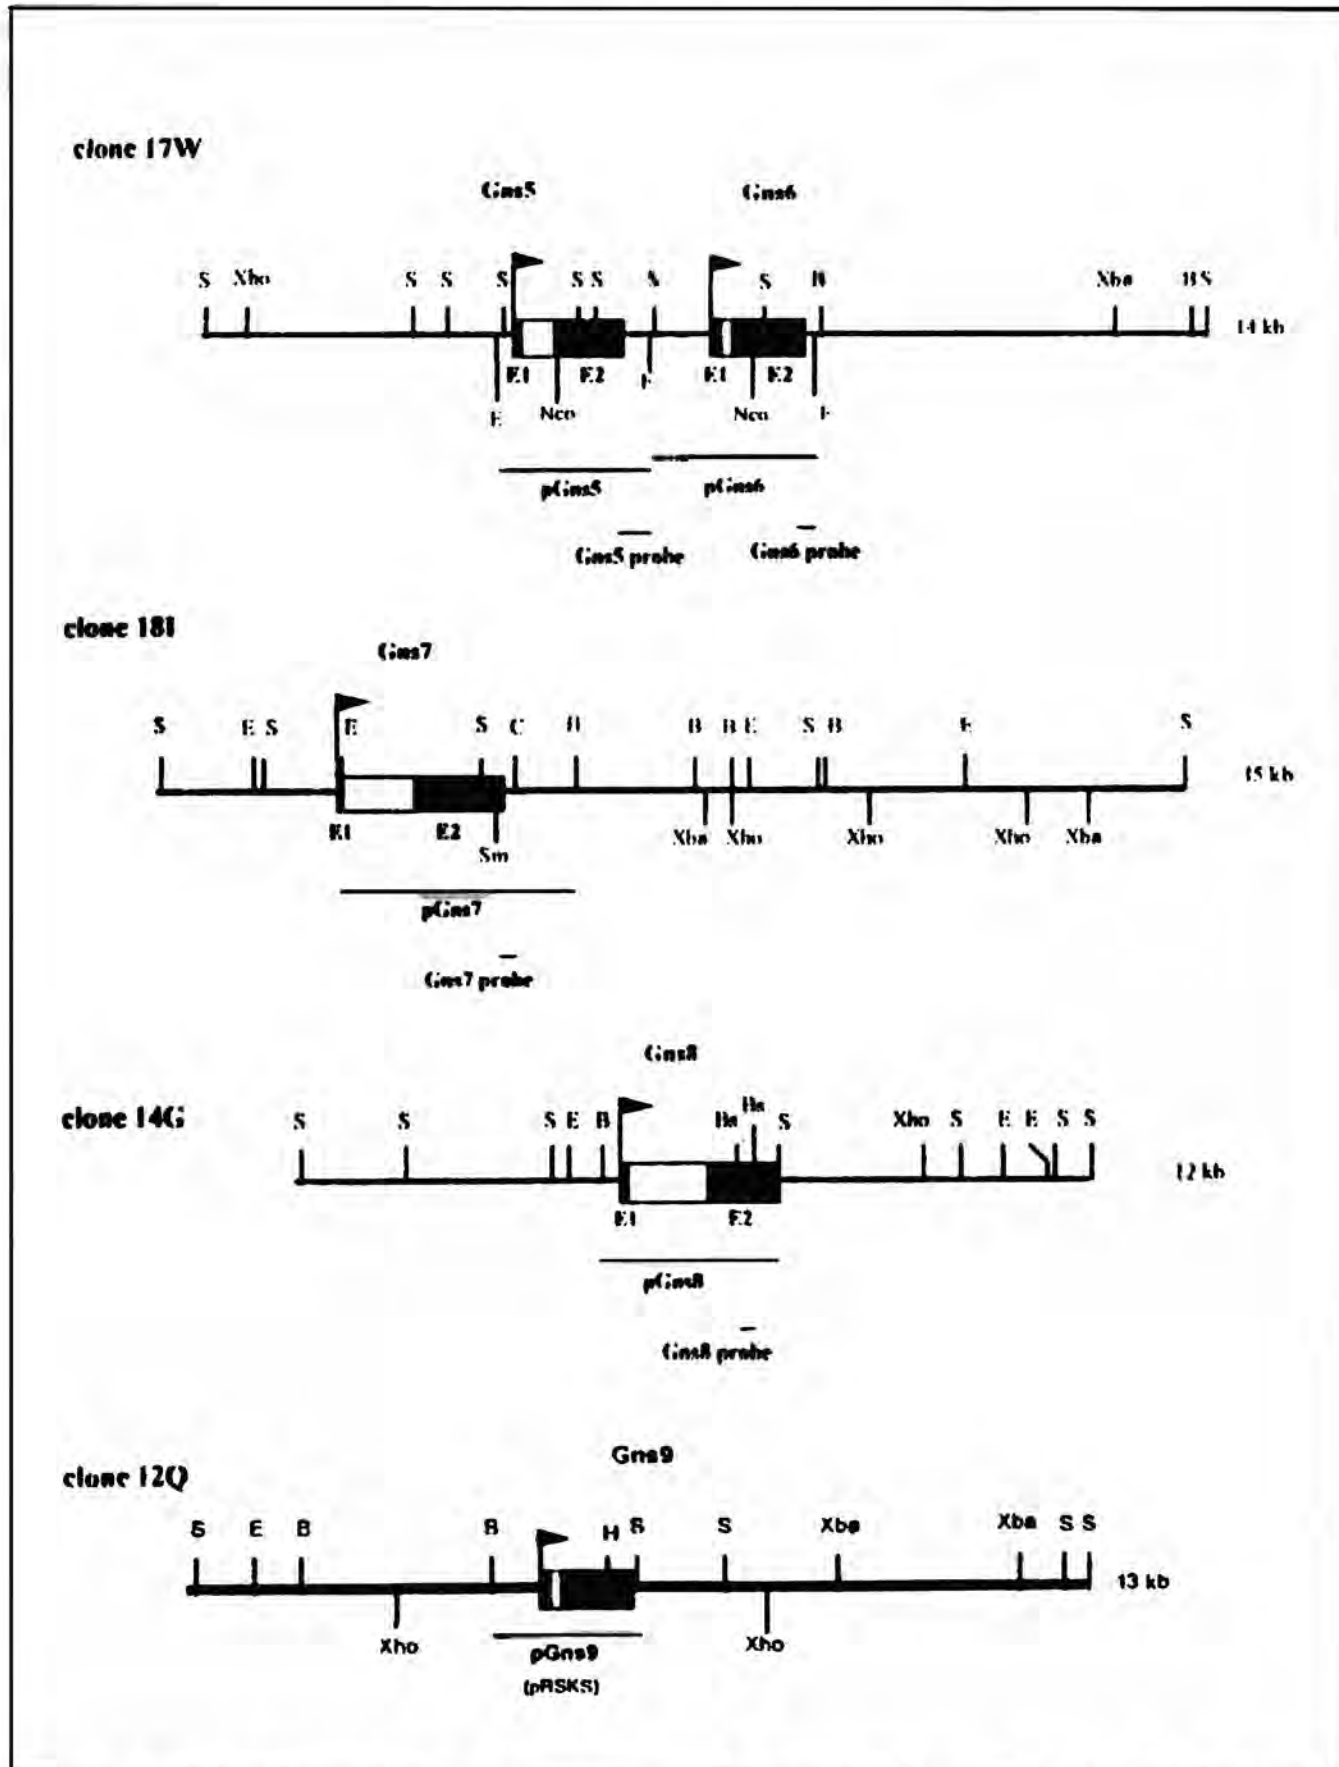 clone 17W
Gns5 Gns6
S Xho S S S S S S B Xba B S
14 kb
E1 E2 E1 E2
E Nco E Nco E
pGns5 pGns6
Gns5 probe Gns6 probe
clone 18I
Gns7
S E S E S C B B E S B E S
15 kb
E1 E2
Sm Xba Xho Xho Xho Xba
pGns7
Gns7 probe
Gns8
clone 14G
S S S E B Ba Ba S Xho S E E S S
12 kb
E1 E2
pGns8
Gns8 probe
Gns9
clone 12Q
S E B H S S Xba Xba S S
13 kb
Xho Xho
pGns9